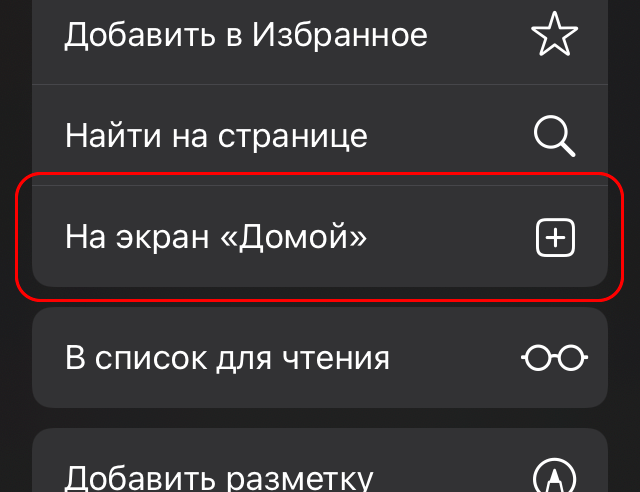 Добавить в Избранное
Найти на странице
На экран «Домой»
В список для чтения
Добавить разметку